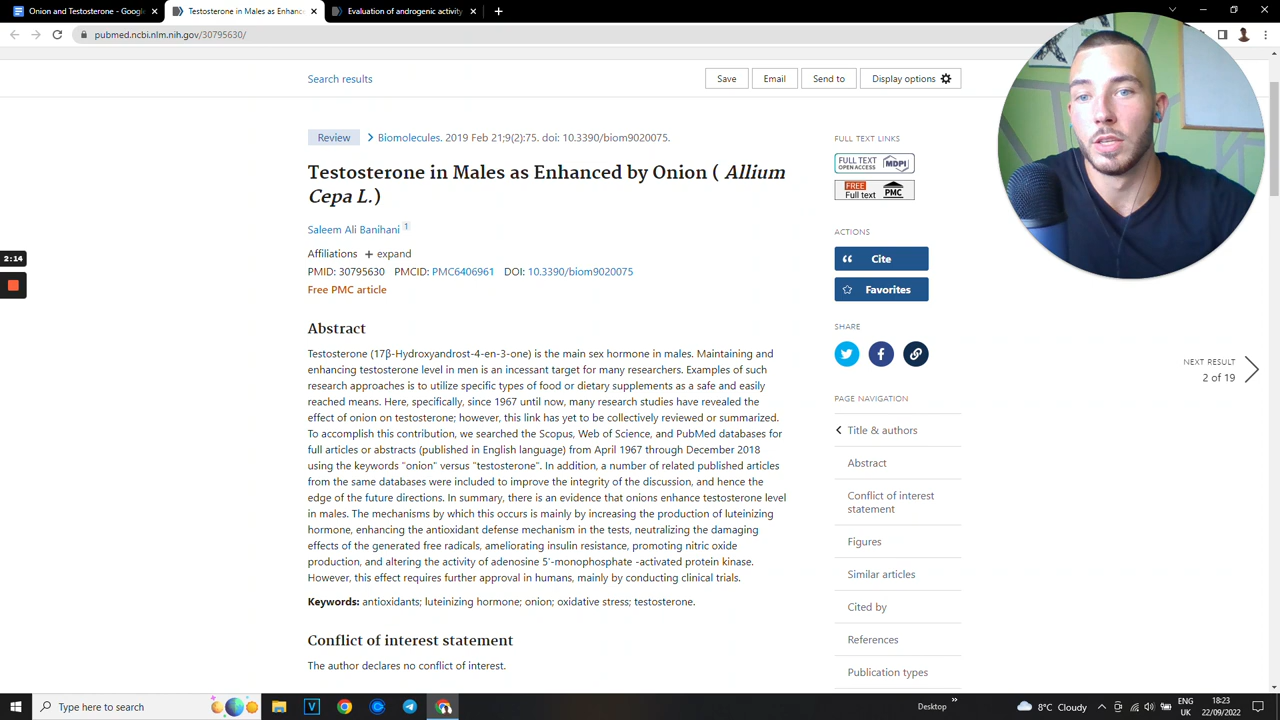 Onion and Testosterone - Google
Testosterone in Males as Enhanc
Evaluation of androgenic activity
pubmed.ncbi.nlm.nih.gov/30795630/
Search results
Save
Email
Send to
Display options
Review
Biomolecules. 2019 Feb 21;9(2):75. doi: 10.3390/biom9020075.
Testosterone in Males as Enhanced by Onion ( Allium
Cepa L.)
Saleem Ali Banihani 1
Affiliations + expand
PMID: 30795630 PMCID: PMC6406961 DOI: 10.3390/biom9020075
Free PMC article
Abstract
Testosterone (17β-Hydroxyandrost-4-en-3-one) is the main sex hormone in males. Maintaining and
enhancing testosterone level in men is an incessant target for many researchers. Examples of such
research approaches is to utilize specific types of food or dietary supplements as a safe and easily
reached means. Here, specifically, since 1967 until now, many research studies have revealed the
effect of onion on testosterone; however, this link has yet to be collectively reviewed or summarized.
To accomplish this contribution, we searched the Scopus, Web of Science, and PubMed databases for
full articles or abstracts (published in English language) from April 1967 through December 2018
using the keywords "onion" versus "testosterone". In addition, a number of related published articles
from the same databases were included to improve the integrity of the discussion, and hence the
edge of the future directions. In summary, there is an evidence that onions enhance testosterone level
in males. The mechanisms by which this occurs is mainly by increasing the production of luteinizing
hormone, enhancing the antioxidant defense mechanism in the tests, neutralizing the damaging
effects of the generated free radicals, ameliorating insulin resistance, promoting nitric oxide
production, and altering the activity of adenosine 5'-monophosphate -activated protein kinase.
However, this effect requires further approval in humans, mainly by conducting clinical trials.
Keywords: antioxidants; luteinizing hormone; onion; oxidative stress; testosterone.
Conflict of interest statement
The author declares no conflict of interest.
FULL TEXT LINKS
FULL TEXT
OPEN ACCESS MDPI
FREE
Full text PMC
ACTIONS
Cite
Favorites
SHARE
PAGE NAVIGATION
Title & authors
Abstract
Conflict of interest
statement
Figures
Similar articles
Cited by
References
Publication types
NEXT RESULT
2 of 19
2:14
Type here to search
V
Desktop
8°C Cloudy
ENG
UK
18:23
22/09/2022